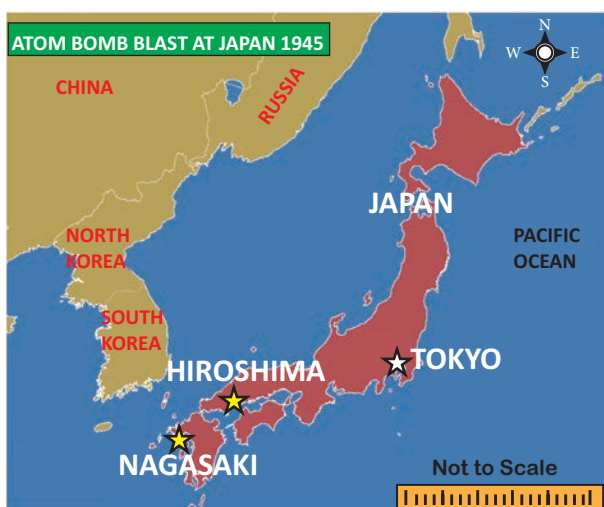 ATOM BOMB BLAST AT JAPAN 1945
N
W E
S
CHINA
RUSSIA
JAPAN
NORTH
KOREA
PACIFIC
OCEAN
SOUTH
KOREA
HIROSHIMA
TOKYO
NAGASAKI
Not to Scale